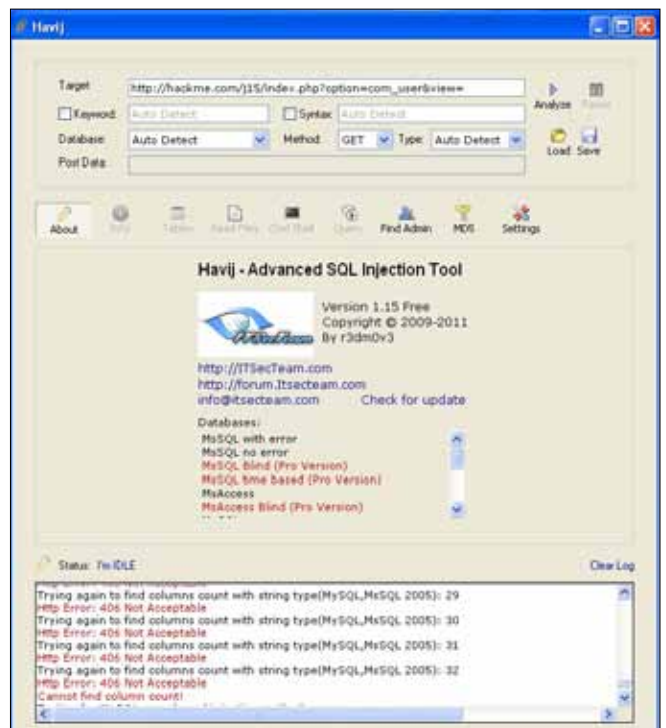 Havij
Target http://hackme.com/j15/index.php?option=com_user&view= Analyze
Keyword Auto Detect Syntax Auto Detect
Database Auto Detect Method GET Type Auto Detect Load Save
Post Data
About Info Tables Read Files Cmd Shell Query Find Admin MD5 Settings
Havij - Advanced SQL Injection Tool
Version 1.15 Free
Copyright © 2009-2011
By r3dm0v3
ITSecTeam
http://ITSecTeam.com
http://forum.Itsecteam.com
info@itsecteam.com Check for update
Databases:
MsSQL with error
MsSQL no error
MsSQL Blind (Pro Version)
MsSQL time based (Pro Version)
MsAccess
MsAccess Blind (Pro Version)
Status: I'm IDLE Clear Log
Trying again to find columns count with string type(MySQL,MsSQL 2005): 29
Http Error: 406 Not Acceptable
Trying again to find columns count with string type(MySQL,MsSQL 2005): 30
Http Error: 406 Not Acceptable
Trying again to find columns count with string type(MySQL,MsSQL 2005): 31
Http Error: 406 Not Acceptable
Trying again to find columns count with string type(MySQL,MsSQL 2005): 32
Http Error: 406 Not Acceptable
Cannot find column count!